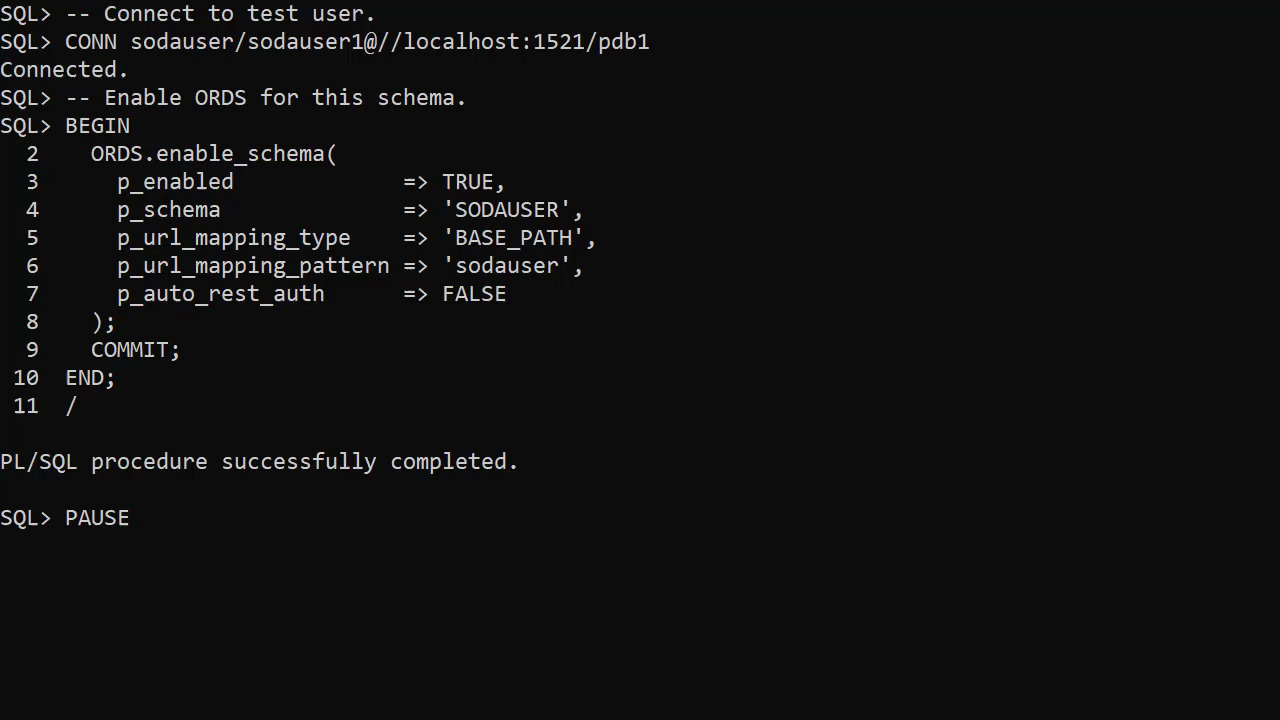 SQL> -- Connect to test user.
SQL> CONN sodauser/sodauser1@//localhost:1521/pdb1
Connected.
SQL> -- Enable ORDS for this schema.
SQL> BEGIN
  2    ORDS.enable_schema(
  3      p_enabled             => TRUE,
  4      p_schema              => 'SODAUSER',
  5      p_url_mapping_type    => 'BASE_PATH',
  6      p_url_mapping_pattern => 'sodauser',
  7      p_auto_rest_auth      => FALSE
  8    );
  9    COMMIT;
 10  END;
 11  /
PL/SQL procedure successfully completed.
SQL> PAUSE